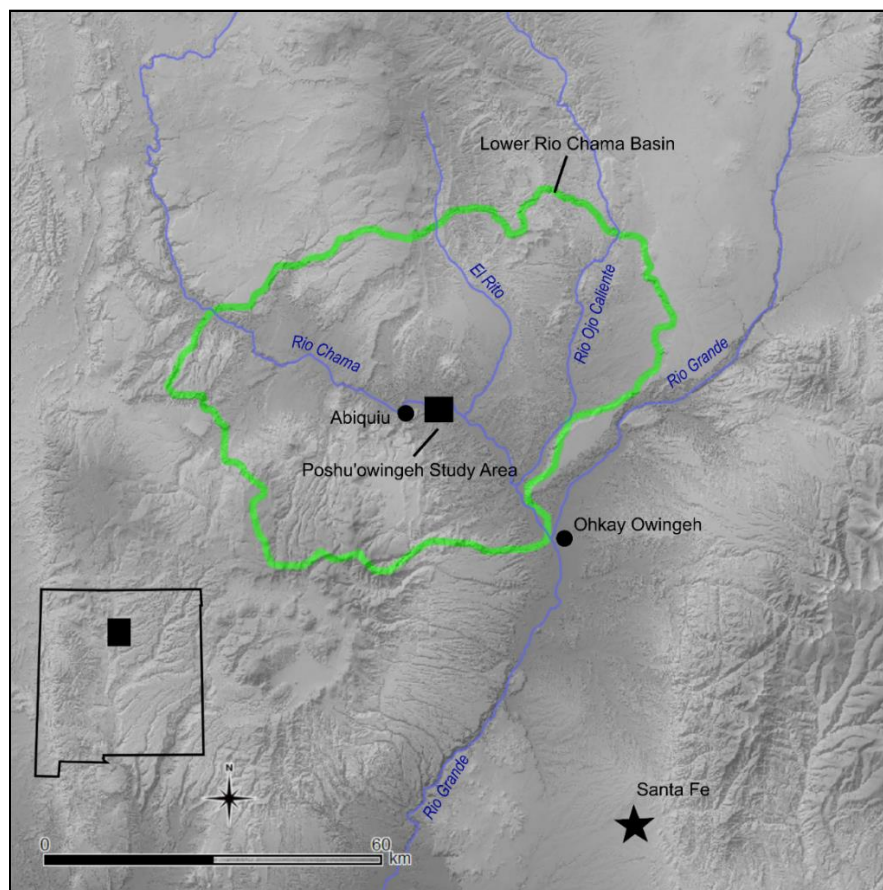 Lower Rio Chama Basin
El Rito
Rio Ojo Caliente
Rio Chama
Rio Grande
Abiquiu
Poshu'owingeh Study Area
Ohkay Owingeh
N
Rio Grande
Santa Fe
0
60
km